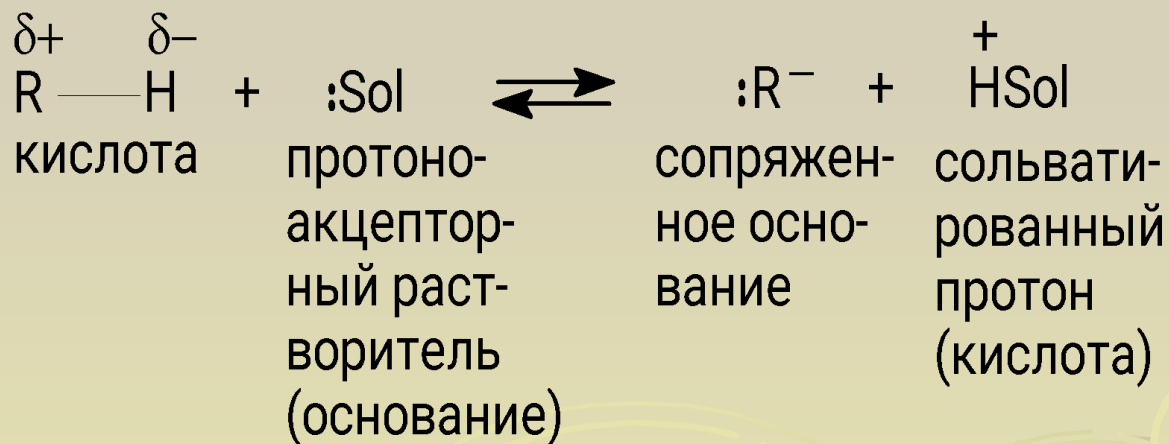 δ+ δ− +
R — H + :Sol ⇌ :R⁻ + HSol
кислота
протоно-
акцептор-
ный раст-
воритель
(основание)
сопряжен-
ное осно-
вание
сольвати-
рованный
протон
(кислота)